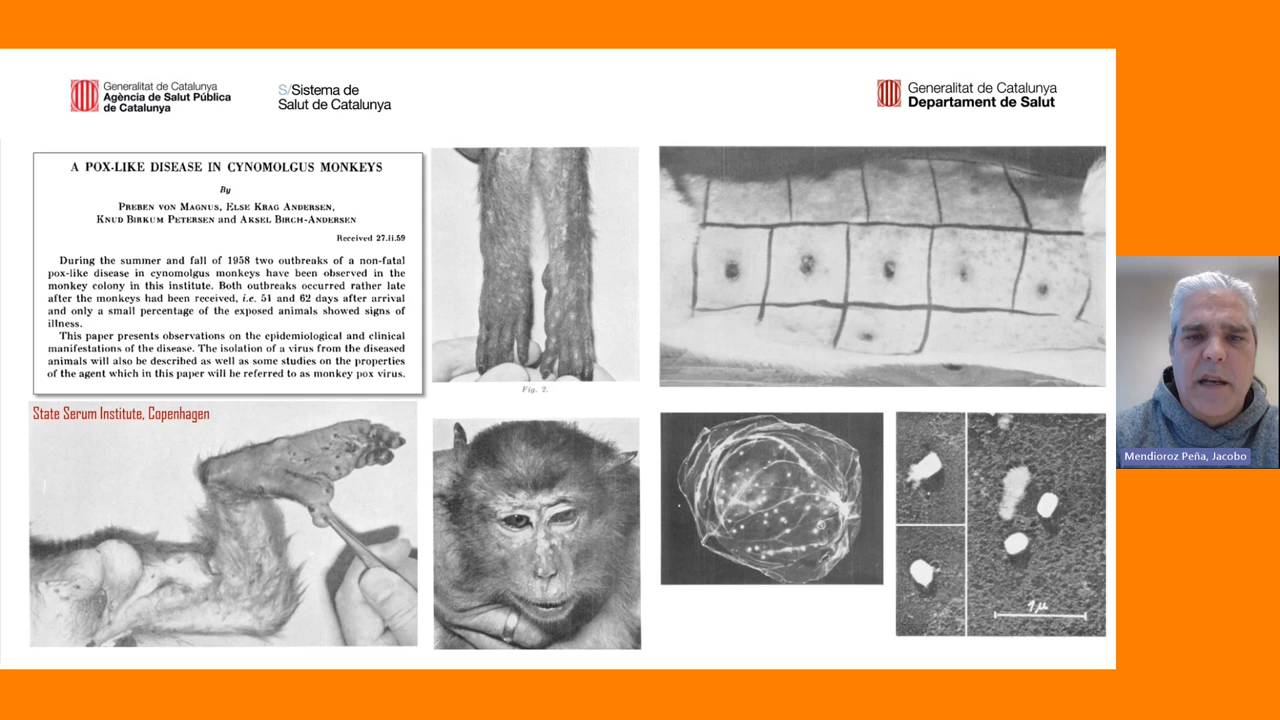 Generalitat de Catalunya
Agència de Salut Pública
de Catalunya
S/Sistema de
Salut de Catalunya
Generalitat de Catalunya
Departament de Salut
A POX-LIKE DISEASE IN CYNOMOLGUS MONKEYS
By
PREBEN VON MAGNUS, ELSE KRAG ANDERSEN,
KNUD BIRKUM PETERSEN and AKSEL BIRCH-ANDERSEN
Received 27.ii.59
During the summer and fall of 1958 two outbreaks of a non-fatal
pox-like disease in cynomolgus monkeys have been observed in the
monkey colony in this institute. Both outbreaks occurred rather late
after the monkeys had been received, i.e. 51 and 62 days after arrival
and only a small percentage of the exposed animals showed signs of
illness.
This paper presents observations on the epidemiological and clinical
manifestations of the disease. The isolation of a virus from the diseased
animals will also be described as well as some studies on the properties
of the agent which in this paper will be referred to as monkey pox virus.
Fig. 2.
State Serum Institute, Copenhagen
1 µ
Mendioroz Peña, Jacobo